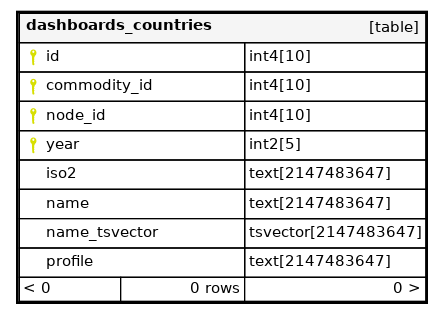 dashboards_countries [table]
id int4[10]
commodity_id int4[10]
node_id int4[10]
year int2[5]
iso2 text[2147483647]
name text[2147483647]
name_tsvector tsvector[2147483647]
profile text[2147483647]
< 0 0 rows 0 >